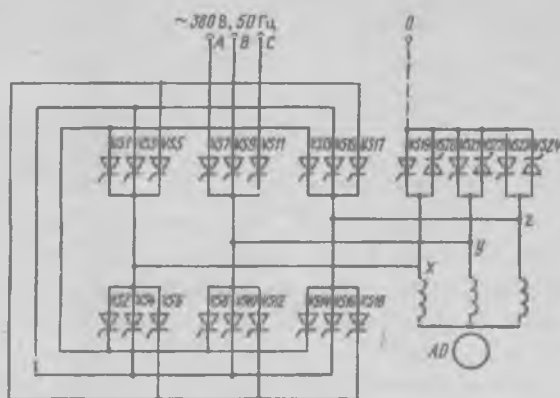 ~380 В, 50 Гц
0
A B C
VS1 VS3 VS5
VS7 VS9 VS11
VS13 VS15 VS17
VS19 VS20 VS21 VS22 VS23 VS24
z
y
x
VS2 VS4 VS6
VS8 VS10 VS12
VS14 VS16 VS18
АД